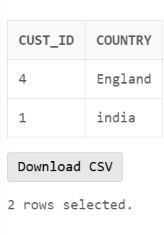 CUST_ID COUNTRY
4 England
1 india
Download CSV
2 rows selected.